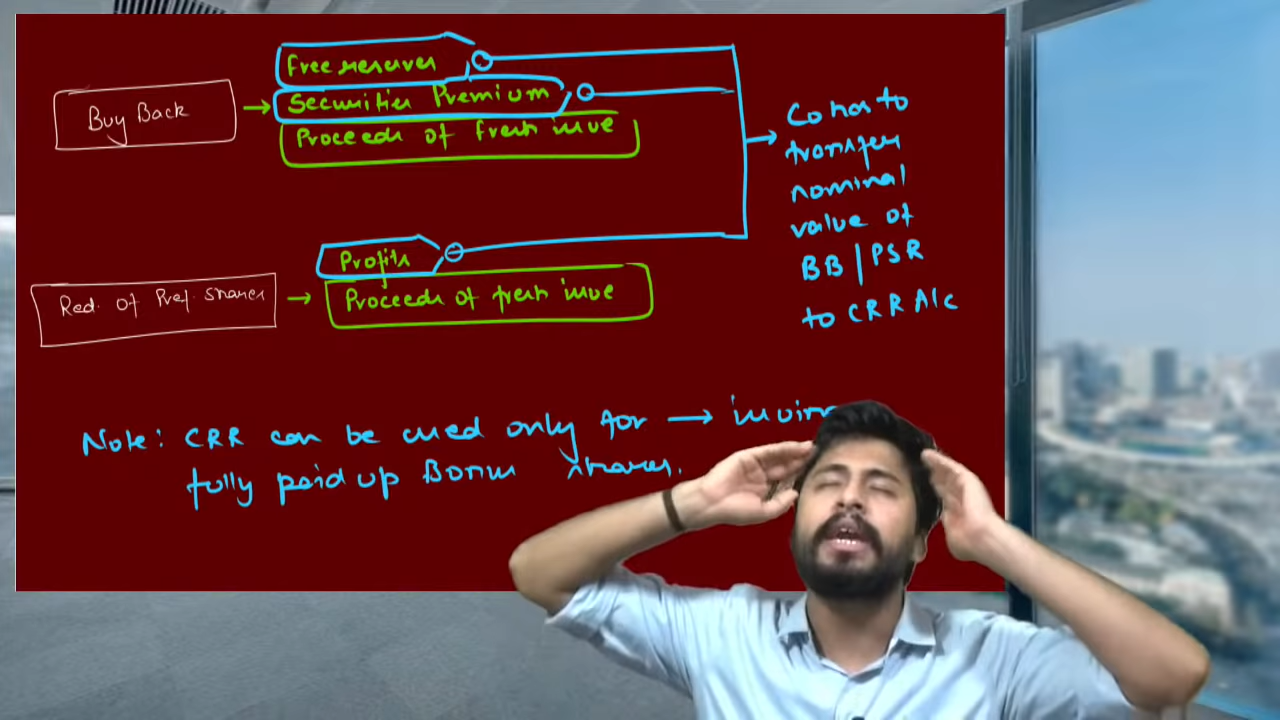 Buy Back
→
Free reserves
Securities Premium
Proceeds of fresh issue
→ Co has to
transfer
nominal
value of
BB | PSR
to CRR A/c
Red. of Pref. Shares
→
Profits
Proceeds of fresh issue
Note: CRR can be used only for →
fully paid up Bonus shares.